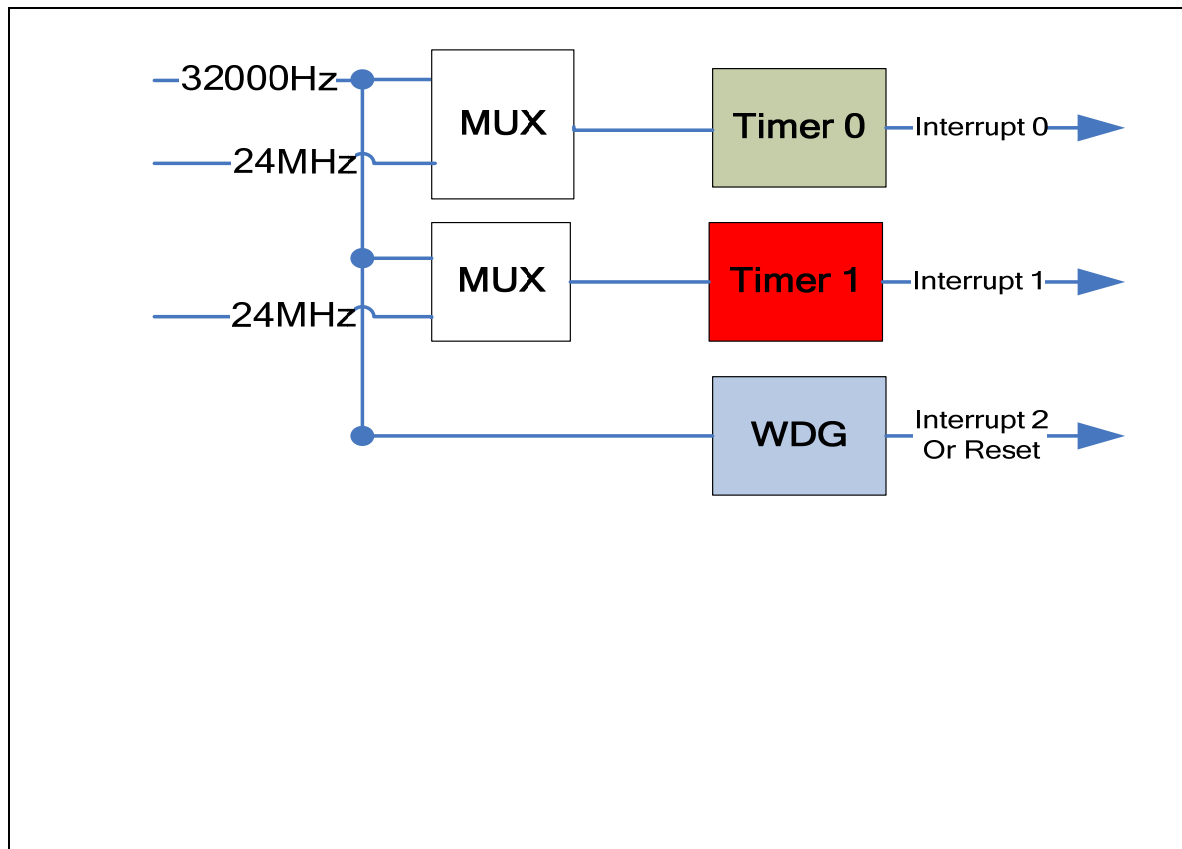 32000Hz
MUX
Timer 0
Interrupt 0
24MHz
MUX
Timer 1
Interrupt 1
24MHz
WDG
Interrupt 2
Or Reset